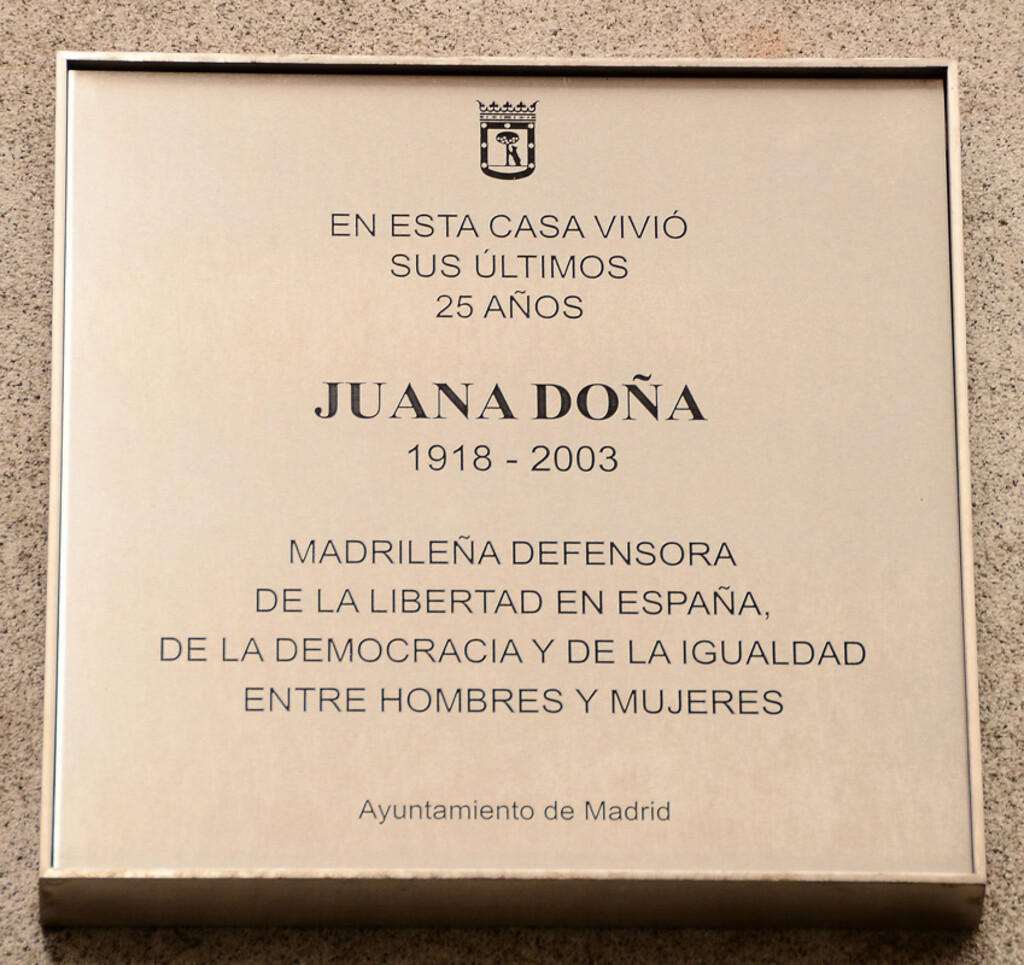 EN ESTA CASA VIVIÓ
SUS ÚLTIMOS
25 AÑOS
JUANA DOÑA
1918 - 2003
MADRILEÑA DEFENSORA
DE LA LIBERTAD EN ESPAÑA,
DE LA DEMOCRACIA Y DE LA IGUALDAD
ENTRE HOMBRES Y MUJERES
Ayuntamiento de Madrid